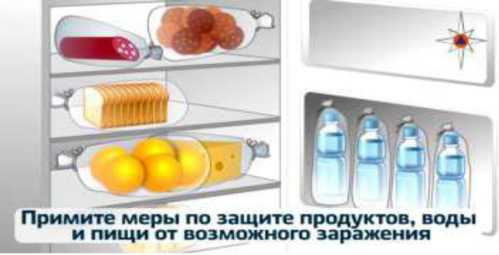 Примите меры по защите продуктов, воды
и пищи от возможного заражения